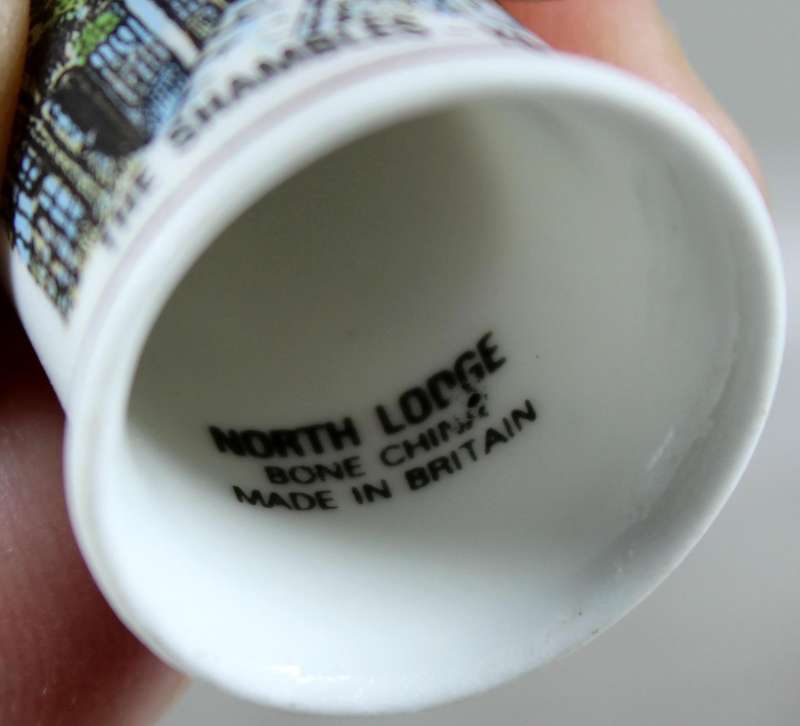 THE SHAMBLES -
NORTH LODGE
BONE CHINA
MADE IN BRITAIN